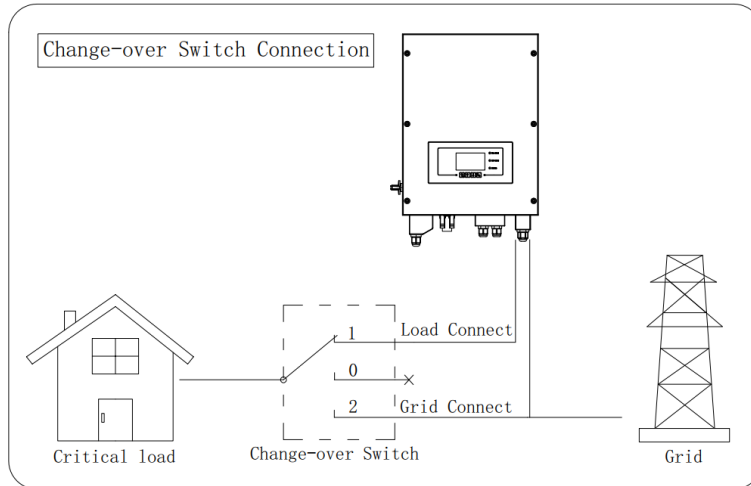 Change-over Switch Connection
1
Load Connect
0
2
Grid Connect
Critical load
Change-over Switch
Grid